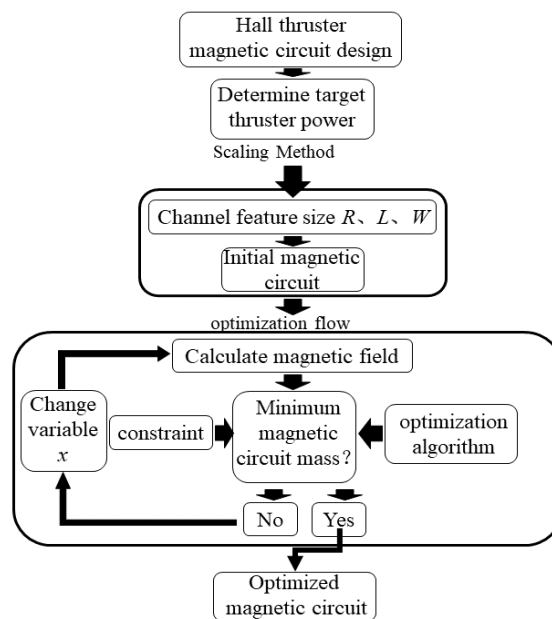 Hall thruster
magnetic circuit design
Determine target
thruster power
Scaling Method
Channel feature size R、L、W
Initial magnetic
circuit
optimization flow
Calculate magnetic field
Change
variable
x
constraint
Minimum
magnetic
circuit mass?
optimization
algorithm
No
Yes
Optimized
magnetic circuit